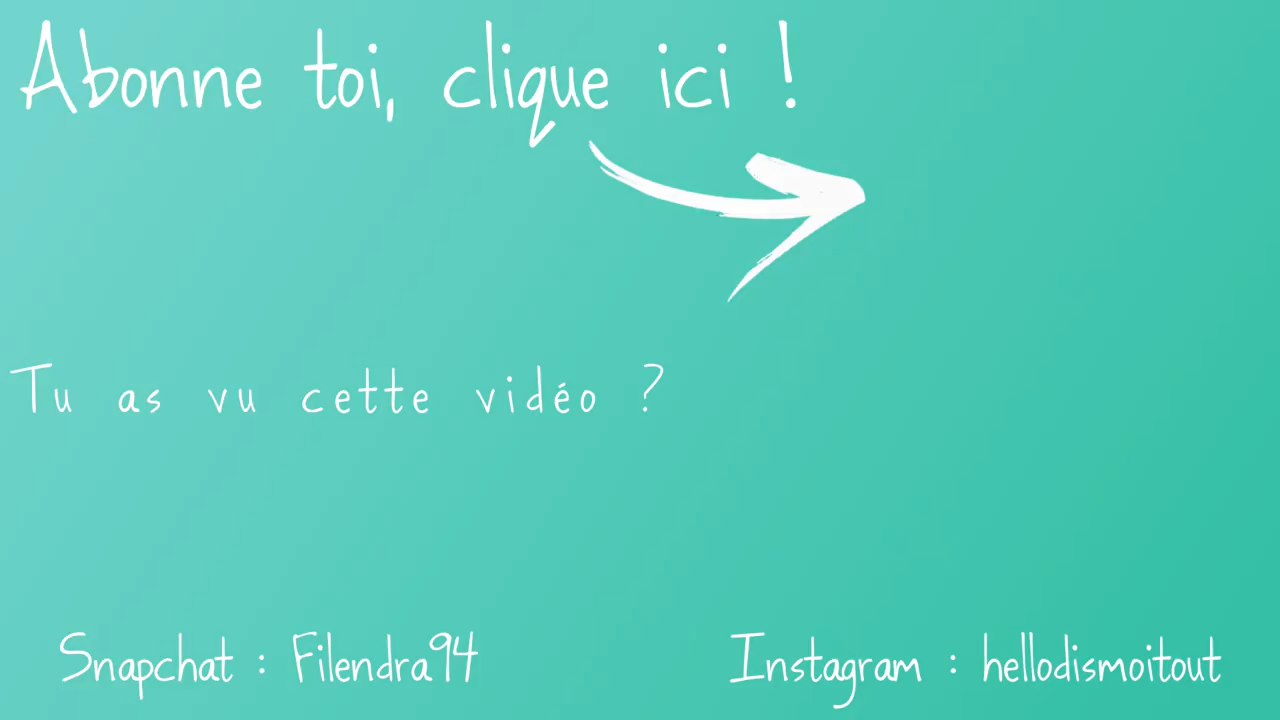 Abonne toi, clique ici !
Tu as vu cette vidéo ?
Snapchat : Filendra94
Instagram : hellodismoitout